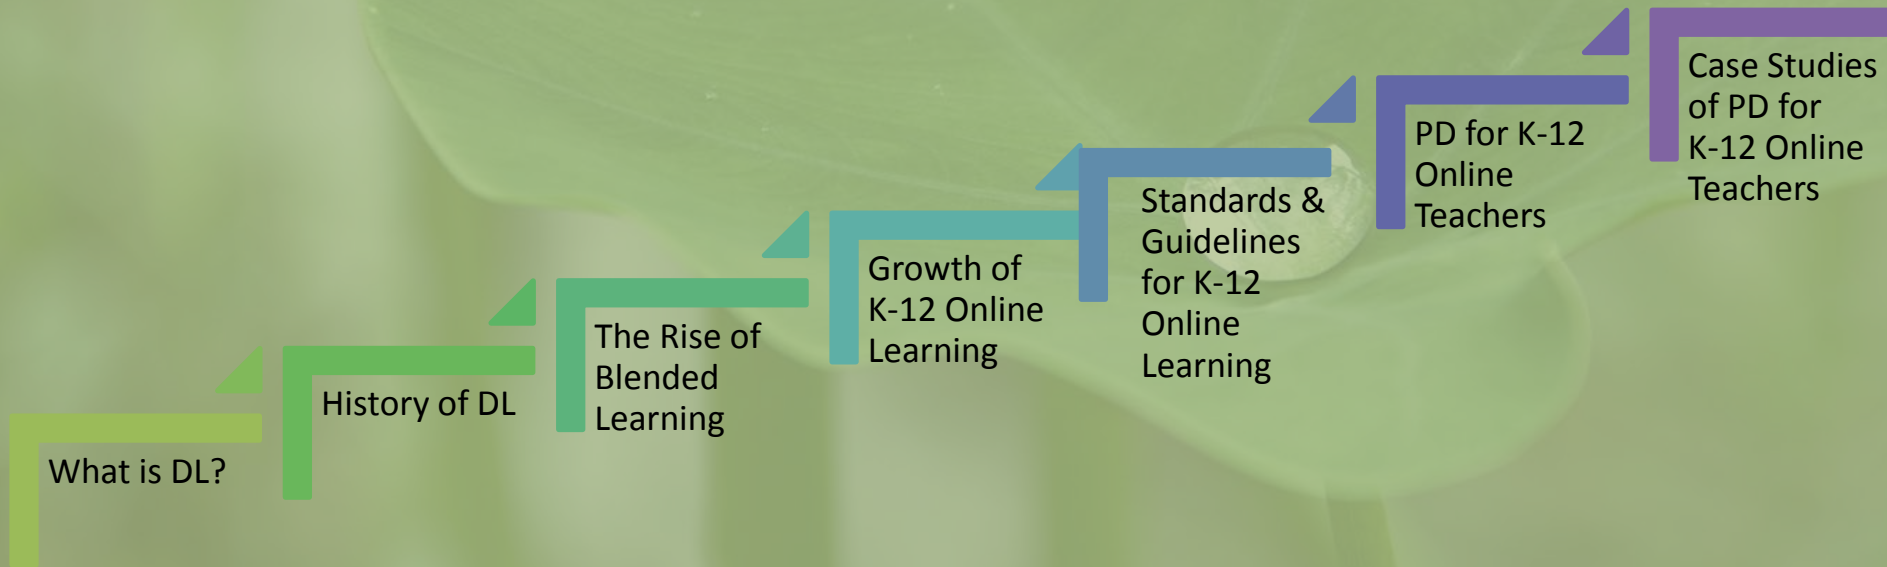 What is DL?
History of DL
The Rise of
Blended
Learning
Growth of
K-12 Online
Learning
Standards &
Guidelines
for K-12
Online
Learning
PD for K-12
Online
Teachers
Case Studies
of PD for
K-12 Online
Teachers